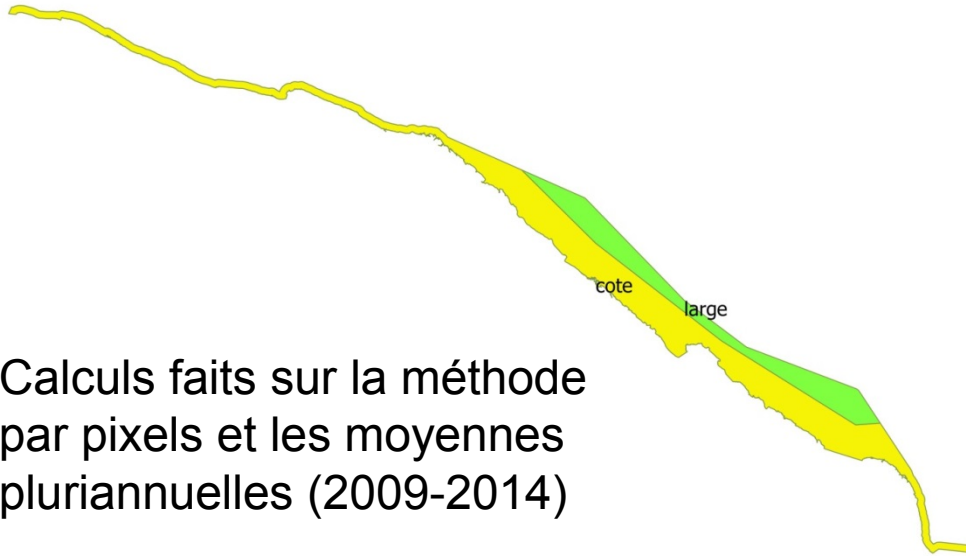 cote
large
Calculs faits sur la méthode
par pixels et les moyennes
pluriannuelles (2009-2014)